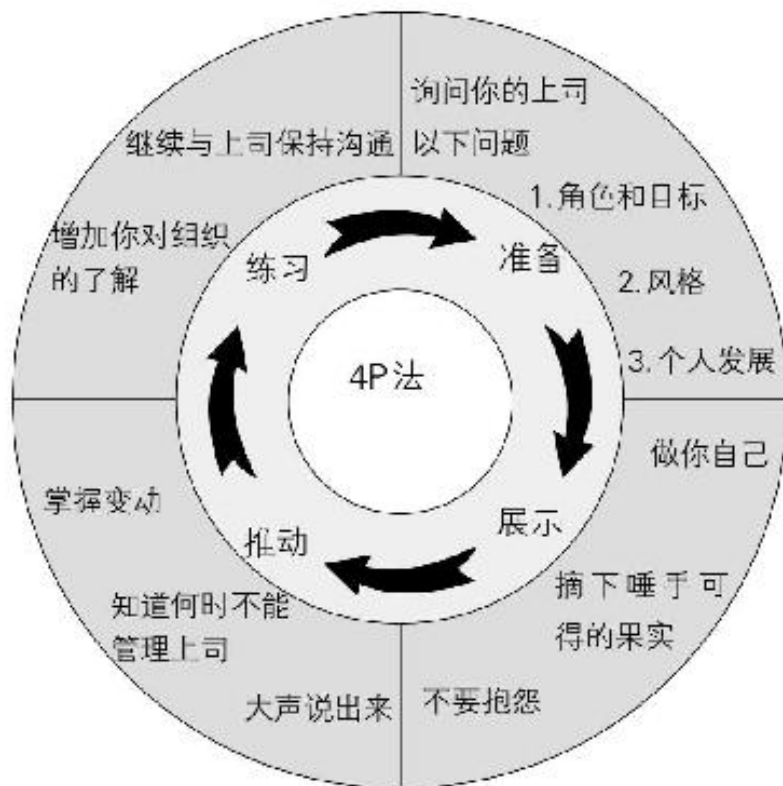 询问你的上司
以下问题
1.角色和目标
2.风格
3.个人发展
准备
做你自己
摘下唾手可
得的果实
不要抱怨
展示
大声说出来
知道何时不能
管理上司
掌握变动
推动
增加你对组织
的了解
继续与上司保持沟通
练习
4P法